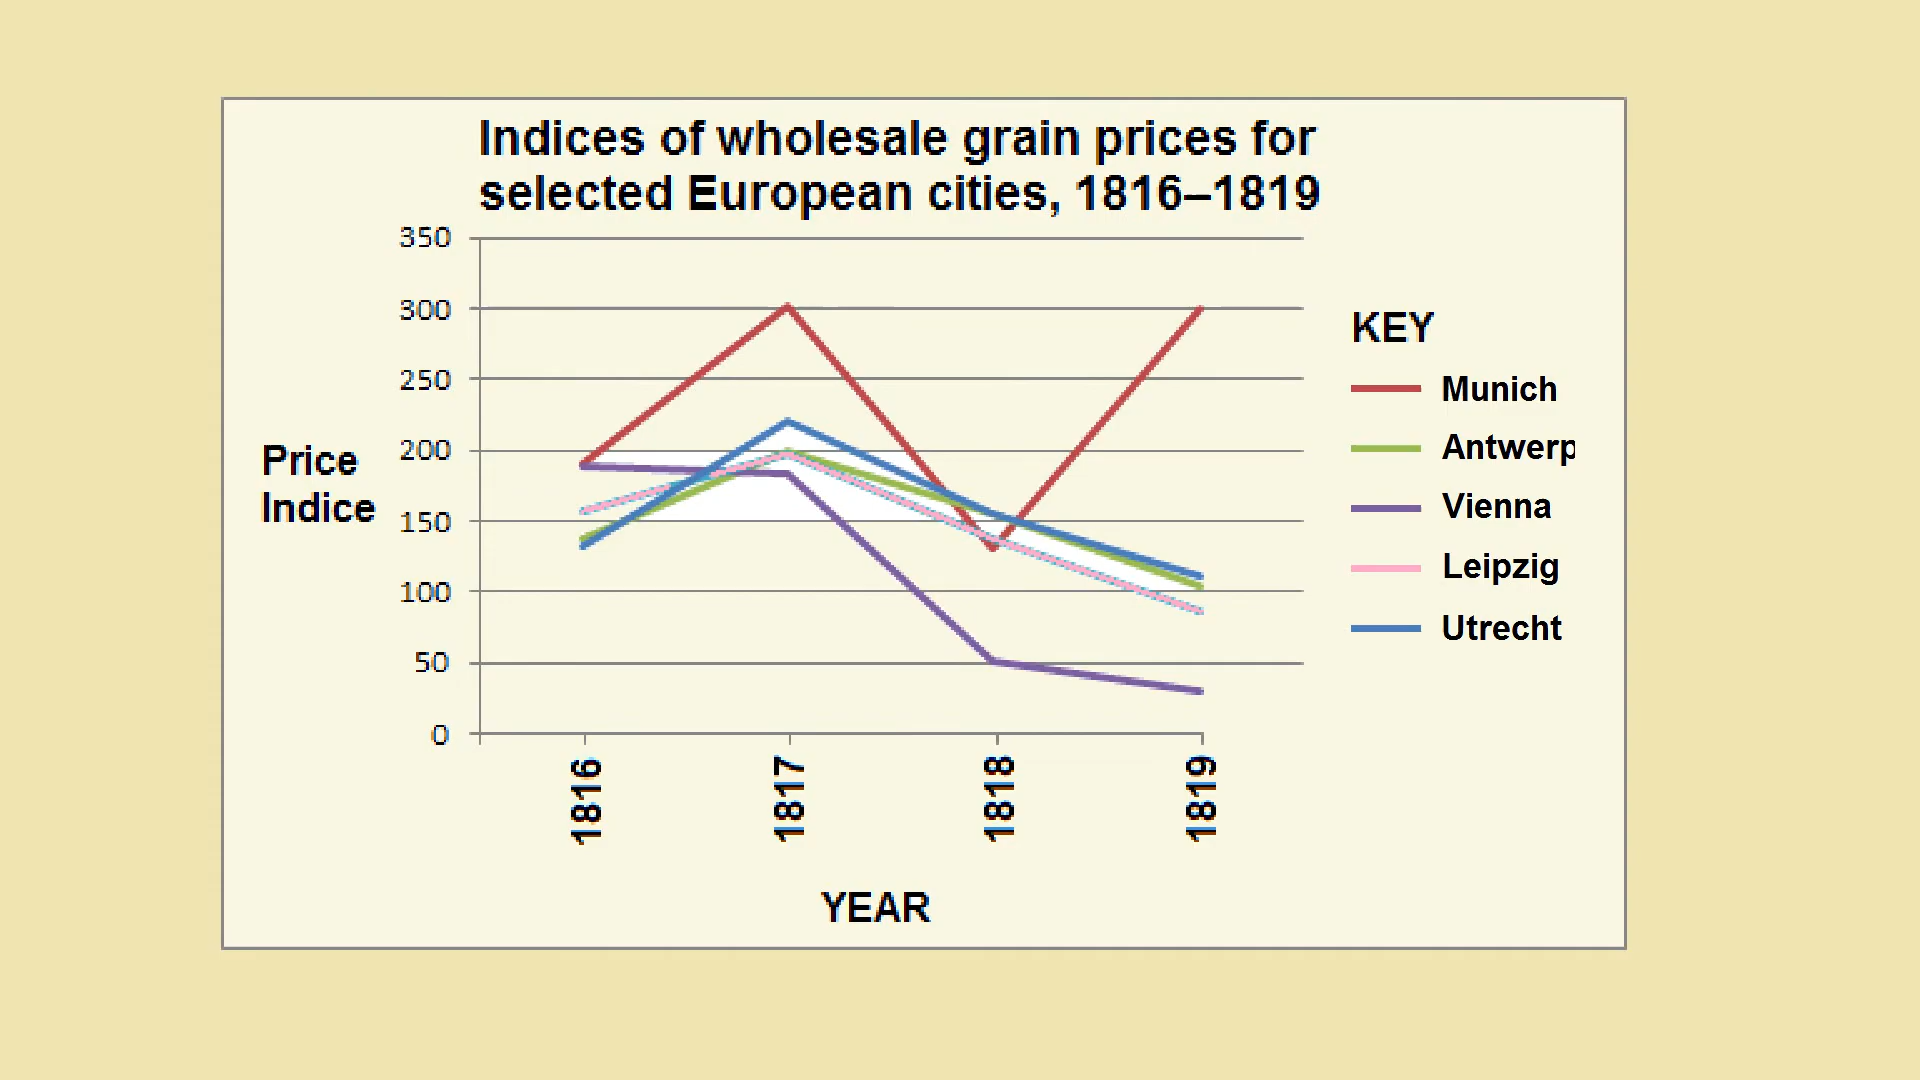 Indices of wholesale grain prices for
selected European cities, 1816–1819
350
300
250
200
150
100
50
0
Price
Indice
1816
1817
1818
1819
YEAR
KEY
Munich
Antwerp
Vienna
Leipzig
Utrecht